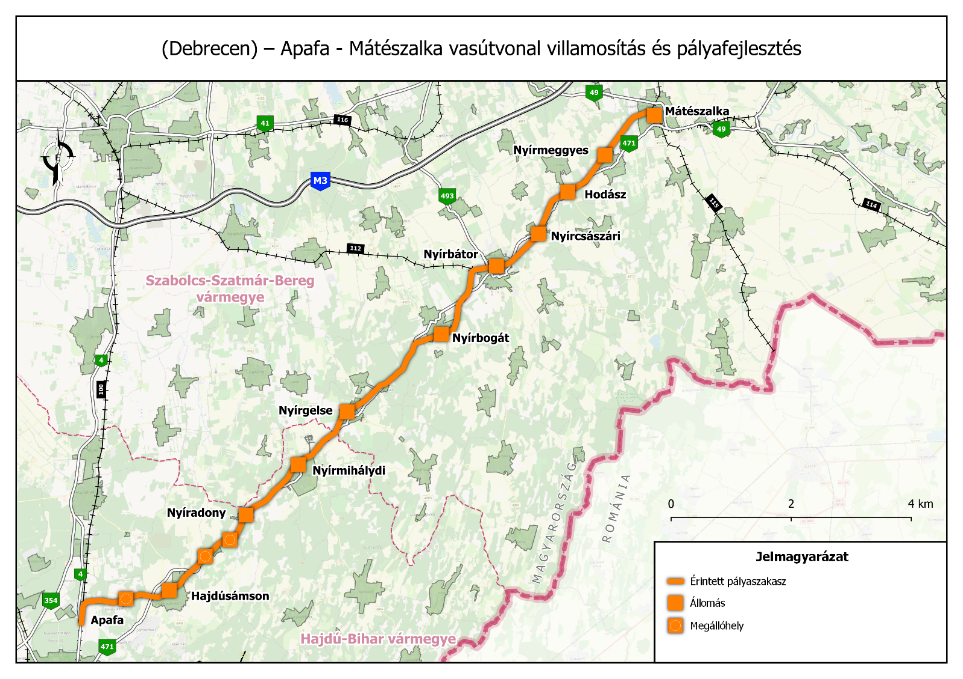 (Debrecen) – Apafa - Mátészalka vasútvonal villamosítás és pályafejlesztés
49
Mátészalka
41
116
49
471
Nyírmeggyes
M3
493
Hodász
115
114
Nyírcsászári
112
Nyírbátor
Szabolcs-Szatmár-Bereg
vármegye
Nyírbogát
4
100
Nyírgelse
Nyírmihálydi
MAGYARORSZÁG
ROMÁNIA
0 2 4 km
Nyíradony
Jelmagyarázat
Érintett pályaszakasz
Állomás
Megállóhely
4
354
Hajdúsámson
Apafa
471
Hajdú-Bihar vármegye